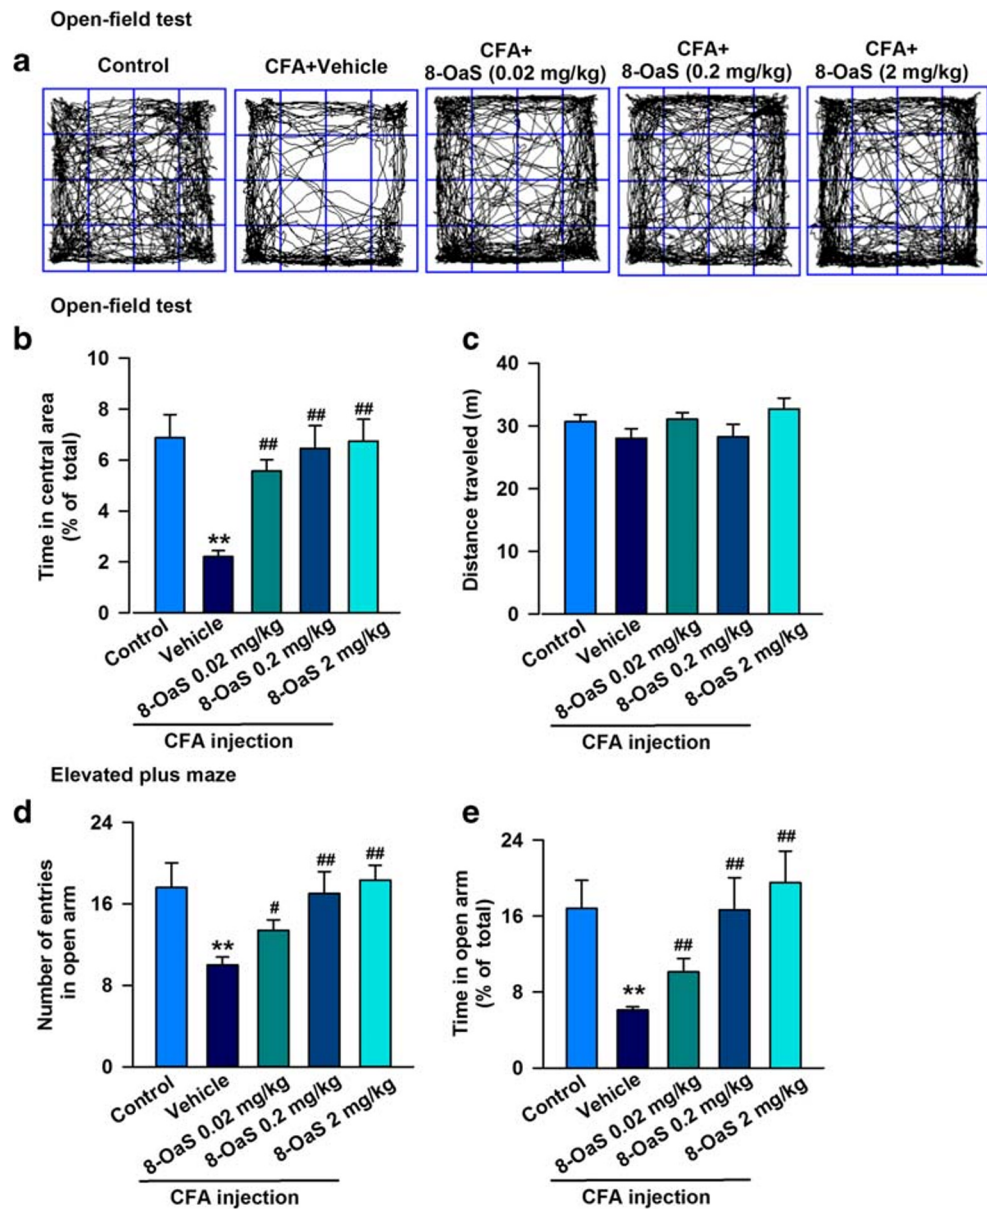 Open-field test
a
Control
CFA+Vehicle
CFA+
8-OaS (0.02 mg/kg)
CFA+
8-OaS (0.2 mg/kg)
CFA+
8-OaS (2 mg/kg)
Open-field test
b
Time in central area
(% of total)
10
8
6
4
2
0
**
##
##
##
Control
Vehicle
8-OaS 0.02 mg/kg
8-OaS 0.2 mg/kg
8-OaS 2 mg/kg
CFA injection
c
Distance traveled (m)
40
30
20
10
0
Control
Vehicle
8-OaS 0.02 mg/kg
8-OaS 0.2 mg/kg
8-OaS 2 mg/kg
CFA injection
Elevated plus maze
d
Number of entries
in open arm
24
16
8
0
**
#
##
##
Control
Vehicle
8-OaS 0.02 mg/kg
8-OaS 0.2 mg/kg
8-OaS 2 mg/kg
CFA injection
e
Time in open arm
(% of total)
24
16
8
0
**
##
##
##
Control
Vehicle
8-OaS 0.02 mg/kg
8-OaS 0.2 mg/kg
8-OaS 2 mg/kg
CFA injection